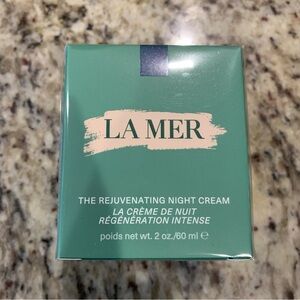 LA MER
THE REJUVENATING NIGHT CREAM
LA CRÈME DE NUIT
RÉGÉNÉRATION INTENSE
poids net wt. 2 oz./60 ml ℮